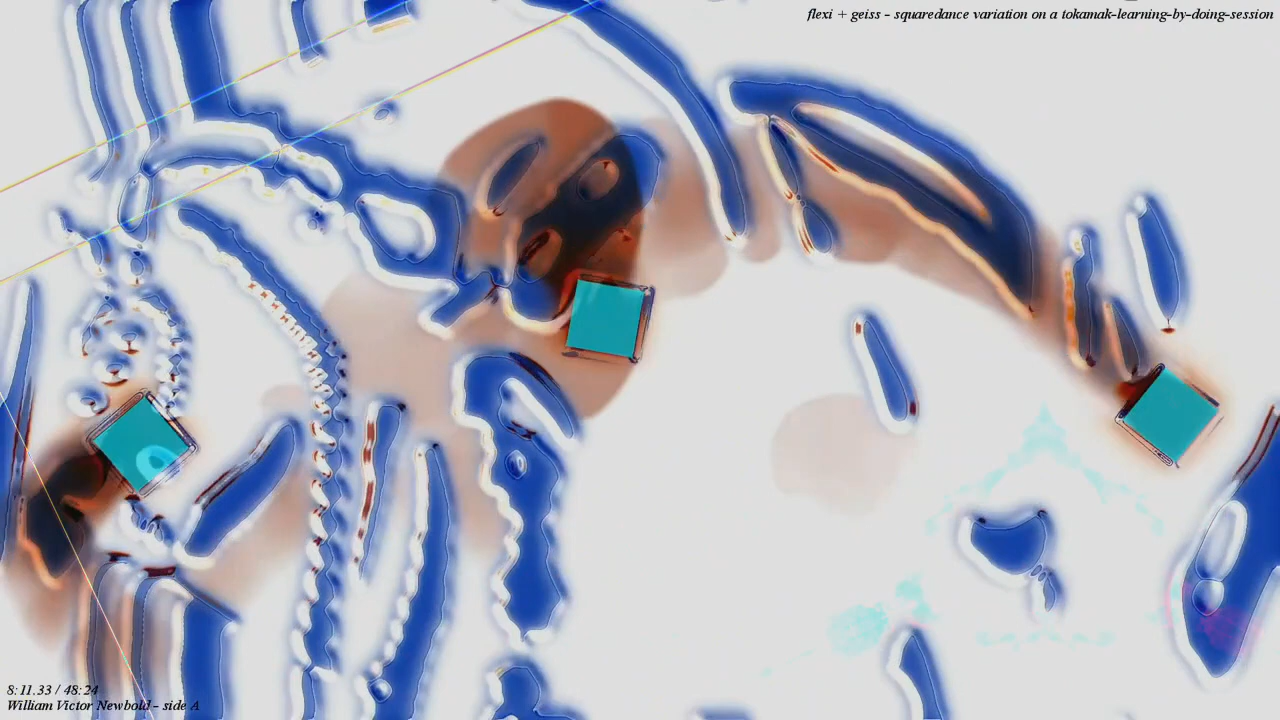 flexi + geiss - squaredance variation on a tokamak-learning-by-doing-session
8:11.33 / 48:24
William Victor Newbold - side A